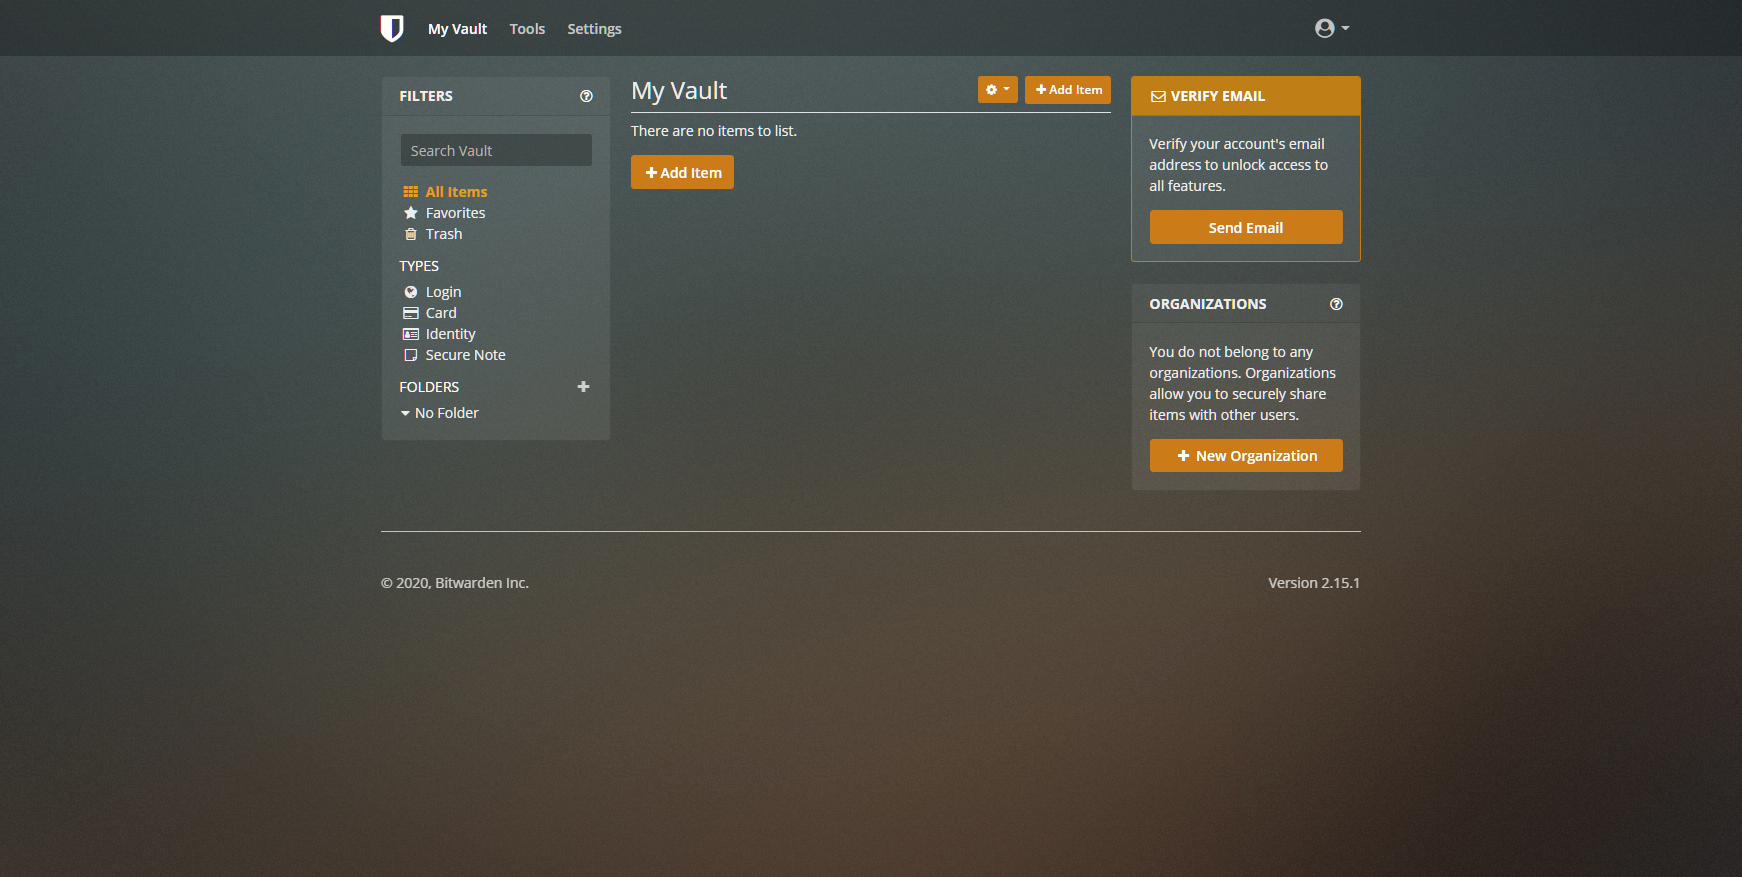 My Vault
Tools
Settings
FILTERS
Search Vault
All Items
Favorites
Trash
TYPES
Login
Card
Identity
Secure Note
FOLDERS
No Folder
My Vault
Add Item
There are no items to list.
Add Item
VERIFY EMAIL
Verify your account's email
address to unlock access to
all features.
Send Email
ORGANIZATIONS
You do not belong to any
organizations. Organizations
allow you to securely share
items with other users.
New Organization
© 2020, Bitwarden Inc.
Version 2.15.1